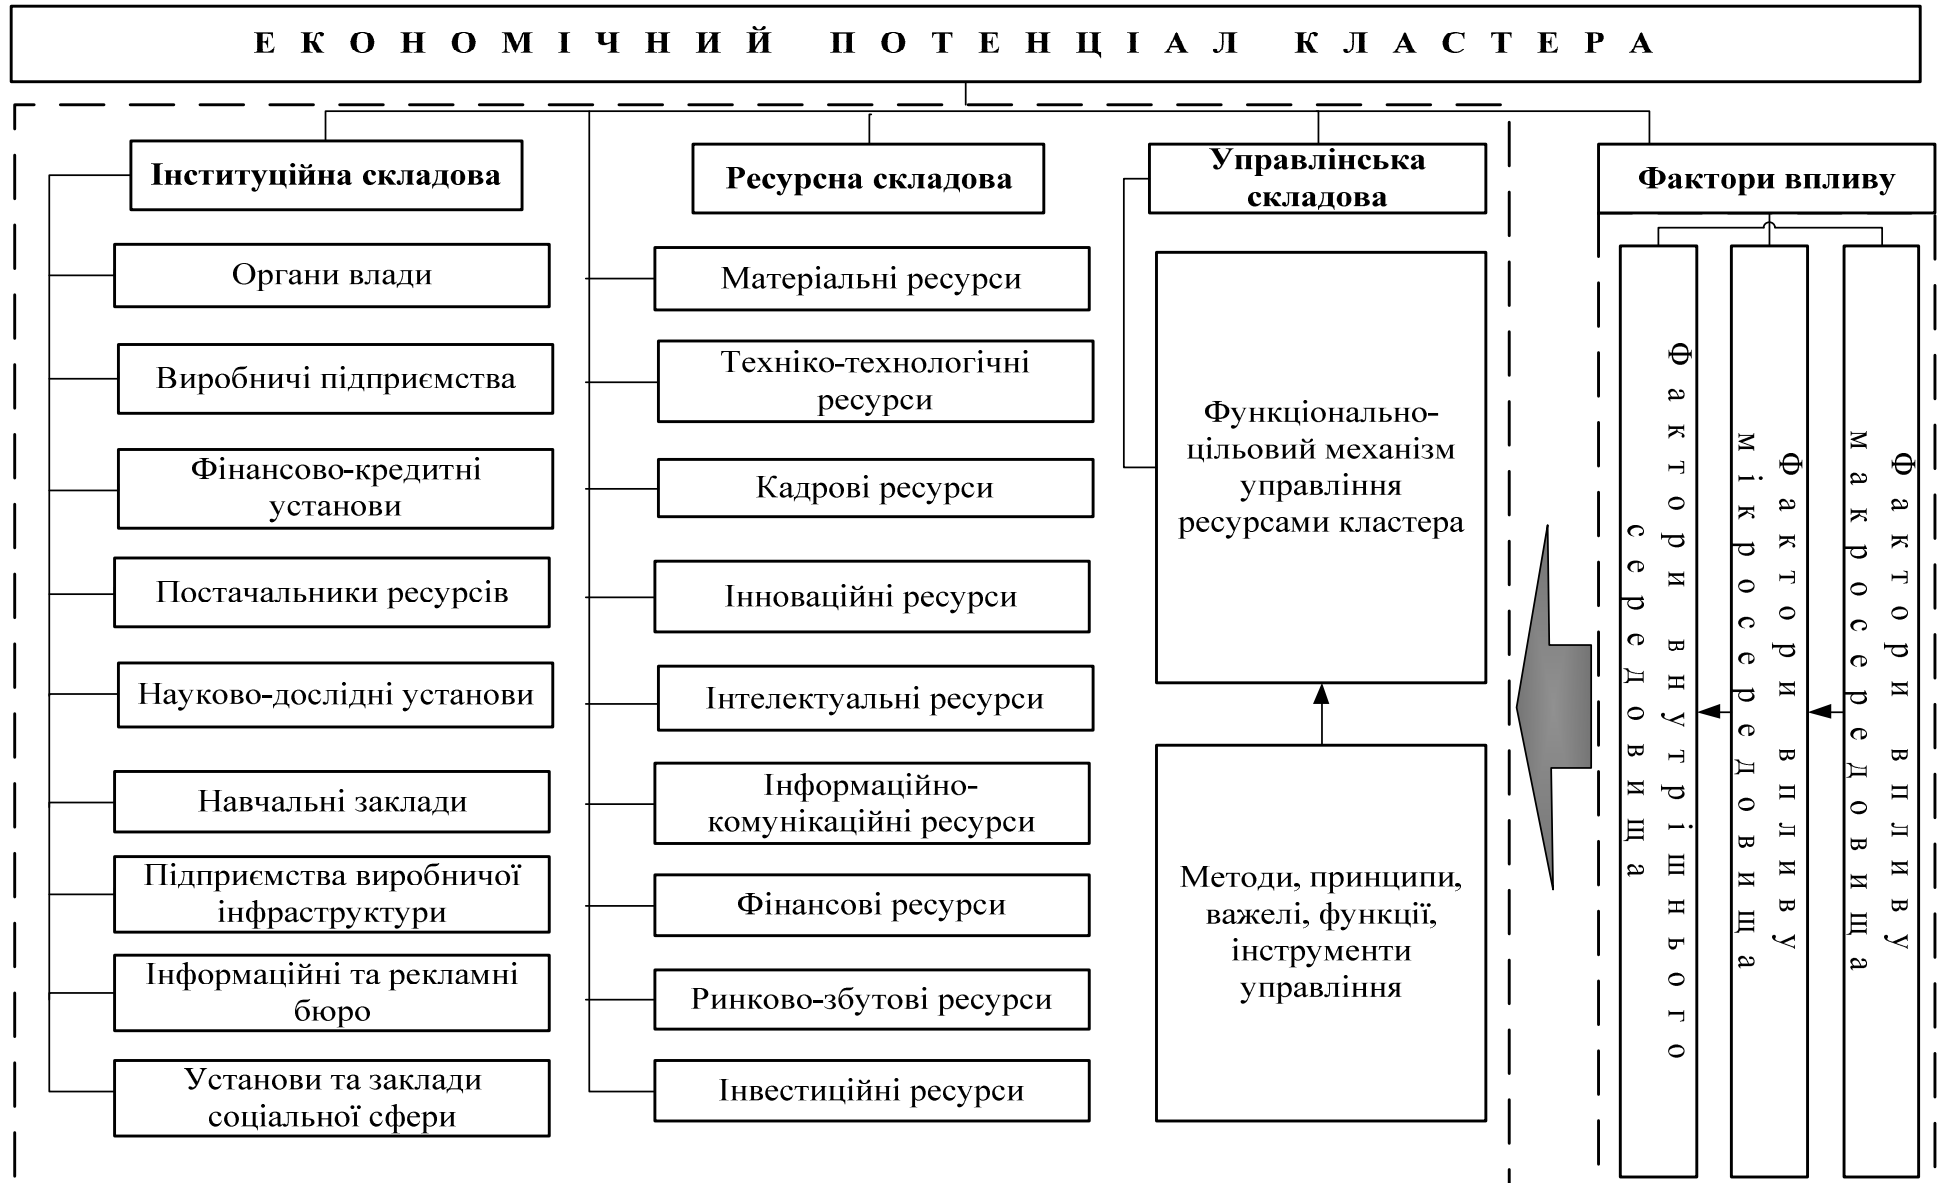 ЕКОНОМІЧНИЙ ПОТЕНЦІАЛ КЛАСТЕРА
Інституційна складова
Органи влади
Виробничі підприємства
Фінансово-кредитні
установи
Постачальники ресурсів
Науково-дослідні установи
Навчальні заклади
Підприємства виробничої
інфраструктури
Інформаційні та рекламні
бюро
Установи та заклади
соціальної сфери
Ресурсна складова
Матеріальні ресурси
Техніко-технологічні
ресурси
Кадрові ресурси
Інноваційні ресурси
Інтелектуальні ресурси
Інформаційно-
комунікаційні ресурси
Фінансові ресурси
Ринково-збутові ресурси
Інвестиційні ресурси
Управлінська
складова
Функціонально-
цільовий механізм
управління
ресурсами кластера
Методи, принципи,
важелі, функції,
інструменти
управління
Фактори впливу
Фактори внутрішнього
середовища
Фактори впливу
мікросередовища
Фактори впливу
макросередовища